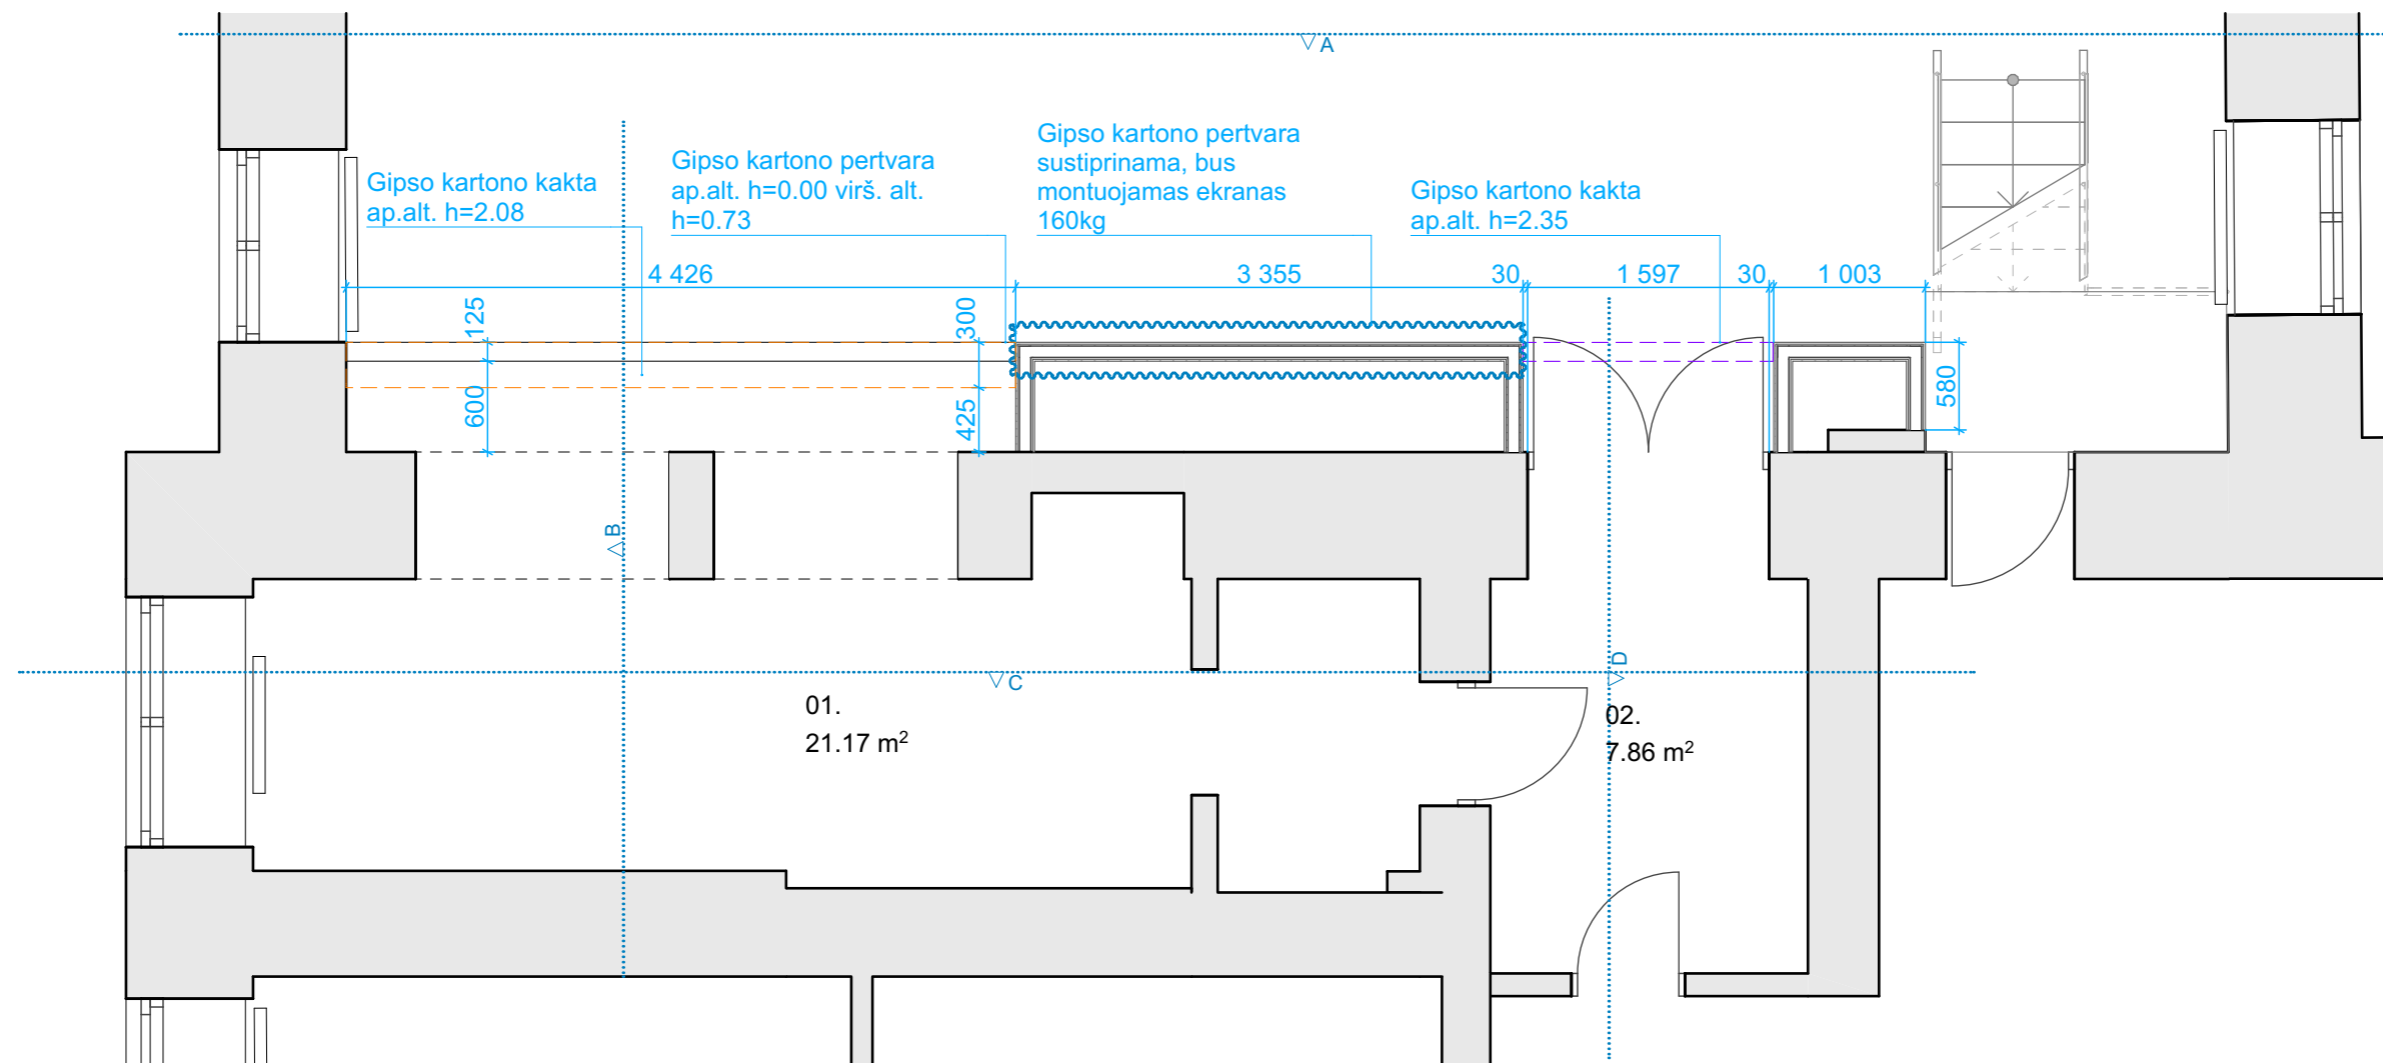 A
Gipso kartono kakta
ap.alt. h=2.08
Gipso kartono pertvara
ap.alt. h=0.00 virš. alt.
h=0.73
Gipso kartono pertvara
sustiprinama, bus
montuojamas ekranas
160kg
Gipso kartono kakta
ap.alt. h=2.35
4 426
3 355
30
1 597
30
1 003
125
600
300
425
580
B
C
D
01.
21.17 m²
02.
7.86 m²